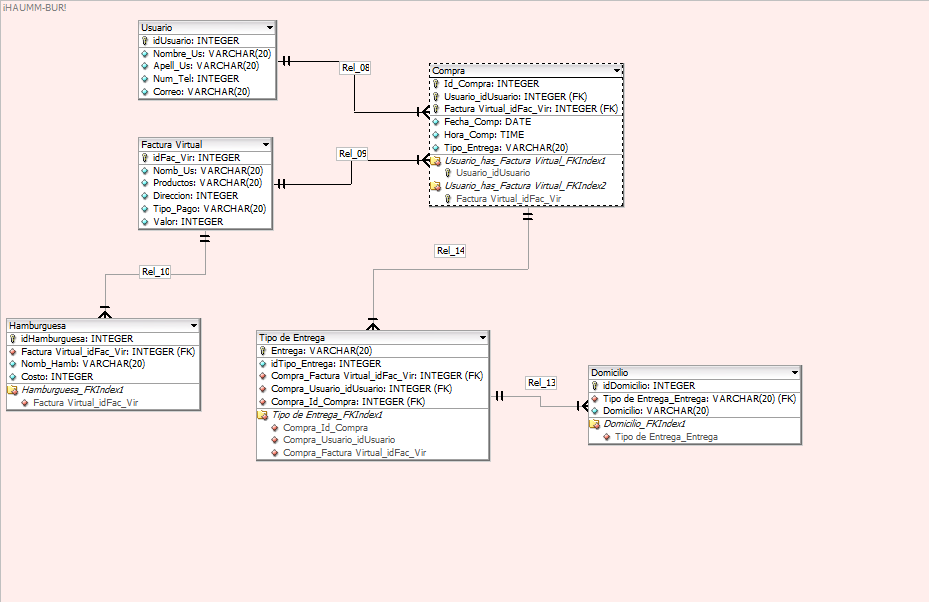 ¡HAUMM-BUR!
Usuario
idUsuario: INTEGER
Nombre_Us: VARCHAR(20)
Apell_Us: VARCHAR(20)
Num_Tel: INTEGER
Correo: VARCHAR(20)
Rel_08
Compra
Id_Compra: INTEGER
Usuario_idUsuario: INTEGER (FK)
Factura Virtual_idFac_Vir: INTEGER (FK)
Fecha_Comp: DATE
Hora_Comp: TIME
Tipo_Entrega: VARCHAR(20)
Usuario_has_Factura Virtual_FKIndex1
Usuario_idUsuario
Usuario_has_Factura Virtual_FKIndex2
Factura Virtual_idFac_Vir
Factura Virtual
idFac_Vir: INTEGER
Nomb_Us: VARCHAR(20)
Productos: VARCHAR(20)
Direccion: INTEGER
Tipo_Pago: VARCHAR(20)
Valor: INTEGER
Rel_09
Rel_14
Rel_10
Hamburguesa
idHamburguesa: INTEGER
Factura Virtual_idFac_Vir: INTEGER (FK)
Nomb_Hamb: VARCHAR(20)
Costo: INTEGER
Hamburguesa_FKIndex1
Factura Virtual_idFac_Vir
Tipo de Entrega
Entrega: VARCHAR(20)
idTipo_Entrega: INTEGER
Compra_Factura Virtual_idFac_Vir: INTEGER (FK)
Compra_Usuario_idUsuario: INTEGER (FK)
Compra_Id_Compra: INTEGER (FK)
Tipo de Entrega_FKIndex1
Compra_Id_Compra
Compra_Usuario_idUsuario
Compra_Factura Virtual_idFac_Vir
Rel_13
Domicilio
idDomicilio: INTEGER
Tipo de Entrega_Entrega: VARCHAR(20) (FK)
Domicilio: VARCHAR(20)
Domicilio_FKIndex1
Tipo de Entrega_Entrega